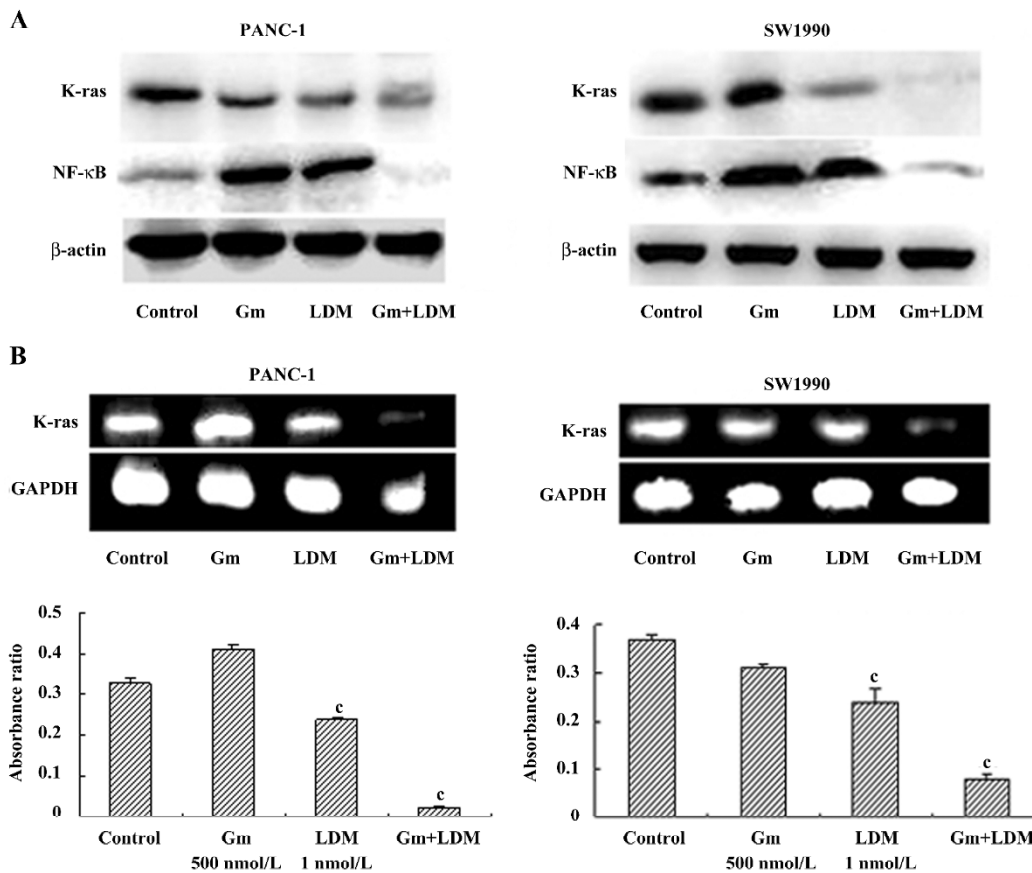 A
PANC-1
SW1990
K-ras
NF-κB
β-actin
Control Gm LDM Gm+LDM
K-ras
NF-κB
β-actin
Control Gm LDM Gm+LDM
B
PANC-1
K-ras
GAPDH
Control Gm LDM Gm+LDM
SW1990
K-ras
GAPDH
Control Gm LDM Gm+LDM
Absorbance ratio
0.5
0.4
0.3
0.2
0.1
0
c
c
Control Gm LDM Gm+LDM
500 nmol/L 1 nmol/L
Absorbance ratio
0.4
0.3
0.2
0.1
0
c
c
Control Gm LDM Gm+LDM
500 nmol/L 1 nmol/L